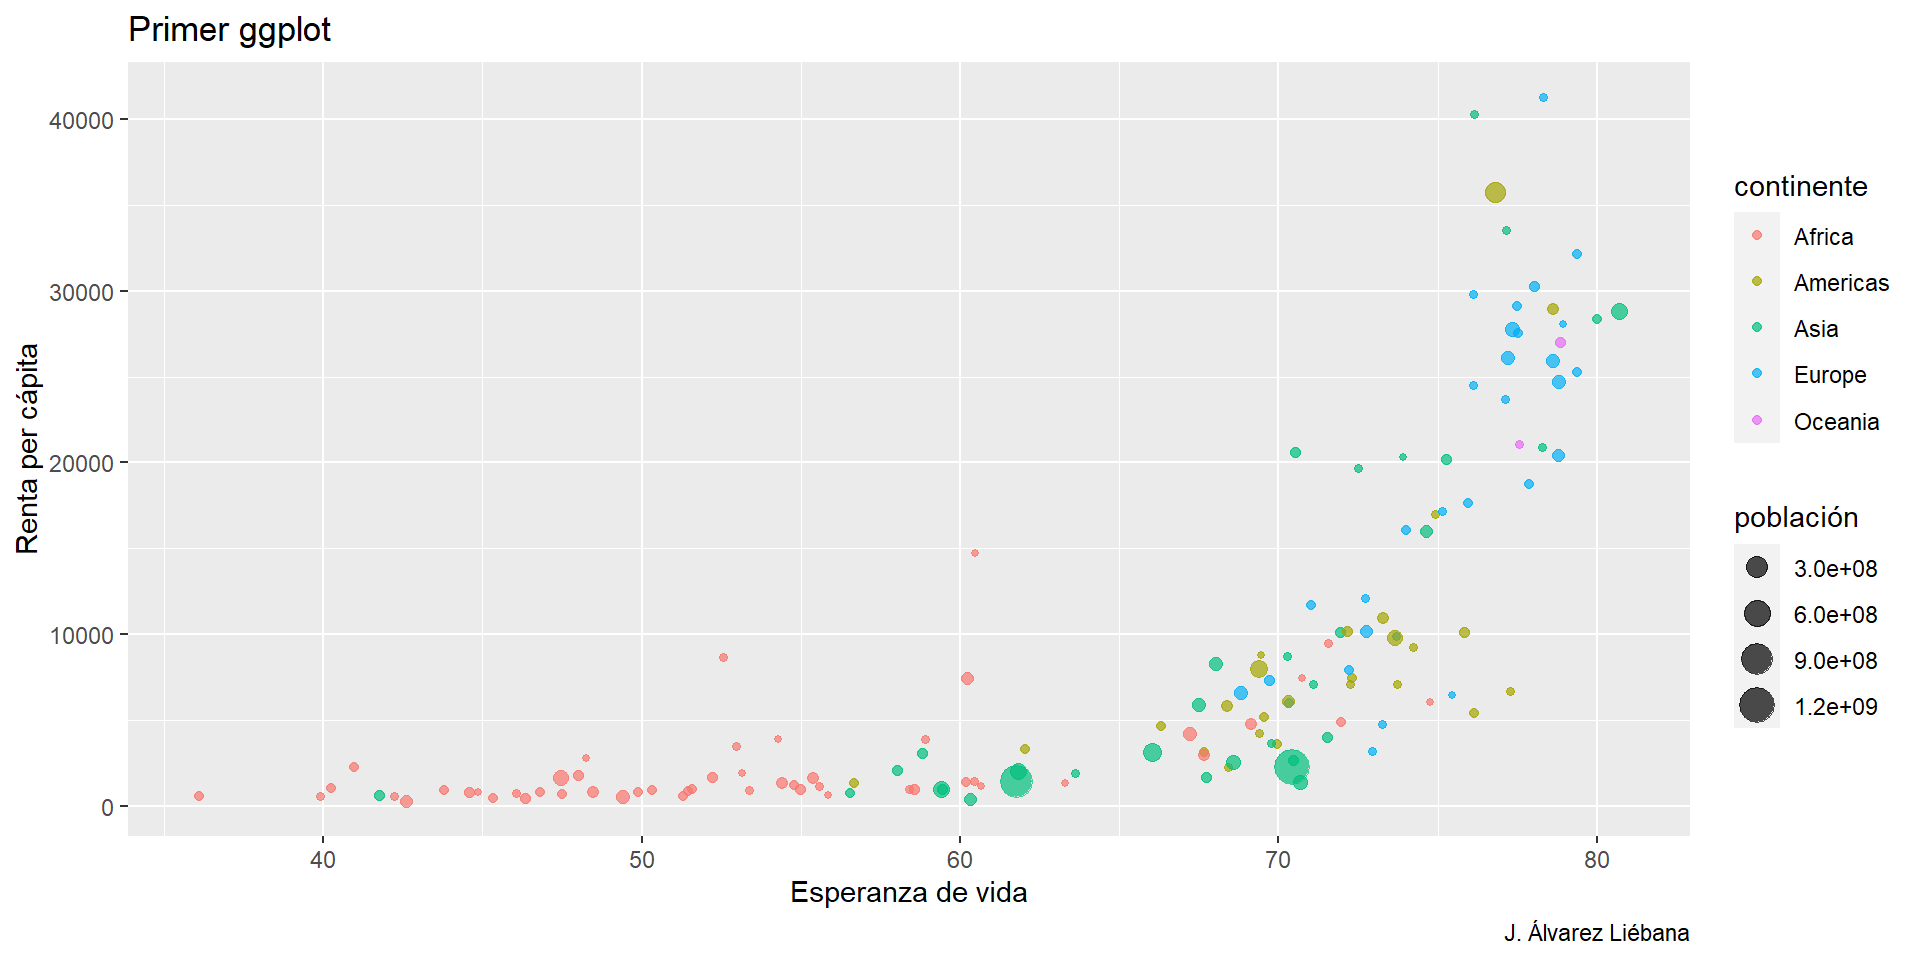 Primer ggplot
Renta per cápita
40000
30000
20000
10000
0
40
50
60
70
80
Esperanza de vida
continente
Africa
Americas
Asia
Europe
Oceania
población
3.0e+08
6.0e+08
9.0e+08
1.2e+09
J. Álvarez Liébana